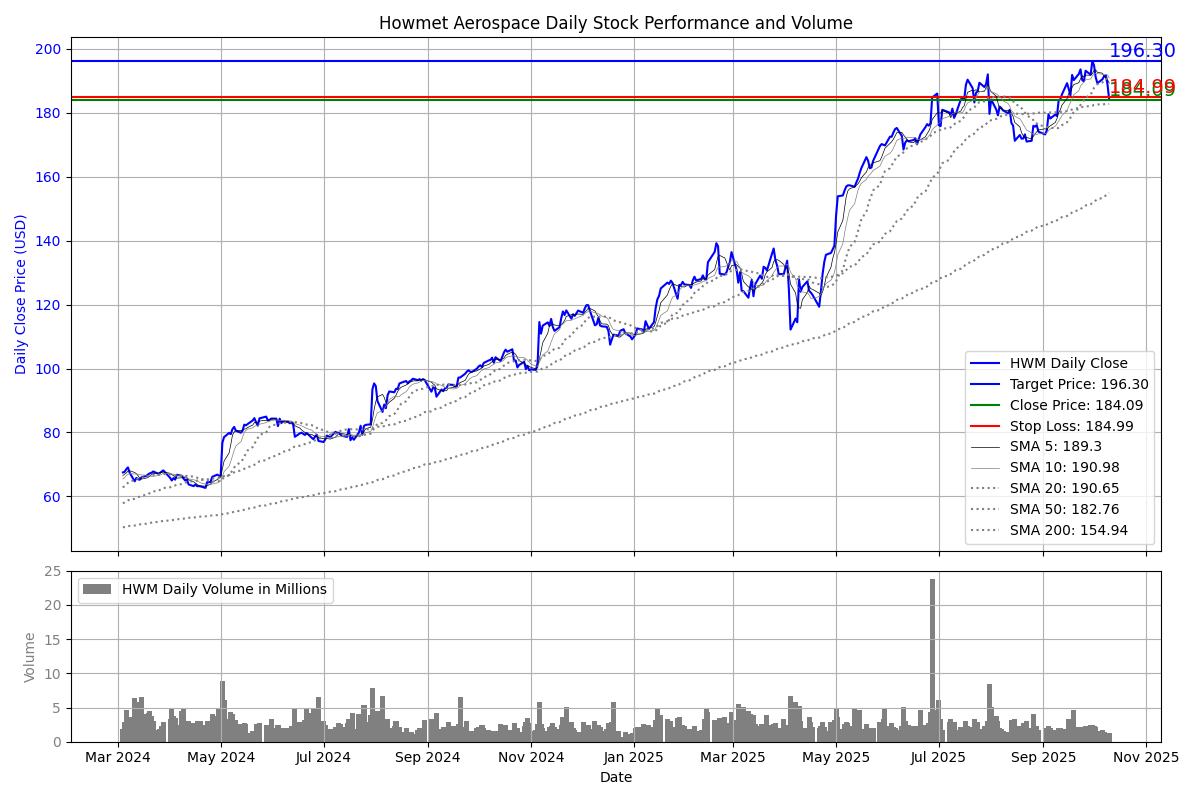 Howmet Aerospace Daily Stock Performance and Volume
200
180
160
140
120
100
80
60
Daily Close Price (USD)
196.30
184.99
184.09
HWM Daily Close
Target Price: 196.30
Close Price: 184.09
Stop Loss: 184.99
SMA 5: 189.3
SMA 10: 190.98
SMA 20: 190.65
SMA 50: 182.76
SMA 200: 154.94
25
20
15
10
5
0
Volume
HWM Daily Volume in Millions
Mar 2024 May 2024 Jul 2024 Sep 2024 Nov 2024 Jan 2025 Mar 2025 May 2025 Jul 2025 Sep 2025 Nov 2025
Date